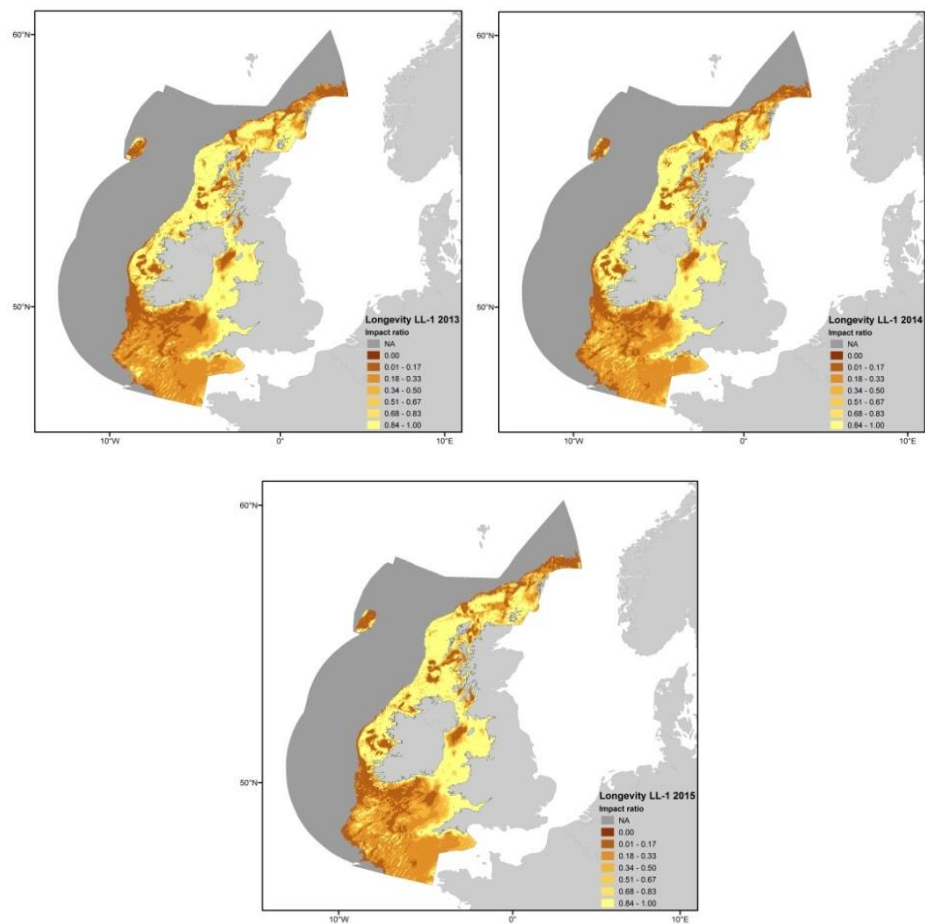 60°N
50°N
10°W
0°
10°E
Longevity LL-1 2013
Impact ratio
NA
0.00
0.01 - 0.17
0.18 - 0.33
0.34 - 0.50
0.51 - 0.67
0.68 - 0.83
0.84 - 1.00
60°N
50°N
10°W
0°
10°E
Longevity LL-1 2014
Impact ratio
NA
0.00
0.01 - 0.17
0.18 - 0.33
0.34 - 0.50
0.51 - 0.67
0.68 - 0.83
0.84 - 1.00
60°N
50°N
10°W
0°
10°E
Longevity LL-1 2015
Impact ratio
NA
0.00
0.01 - 0.17
0.18 - 0.33
0.34 - 0.50
0.51 - 0.67
0.68 - 0.83
0.84 - 1.00